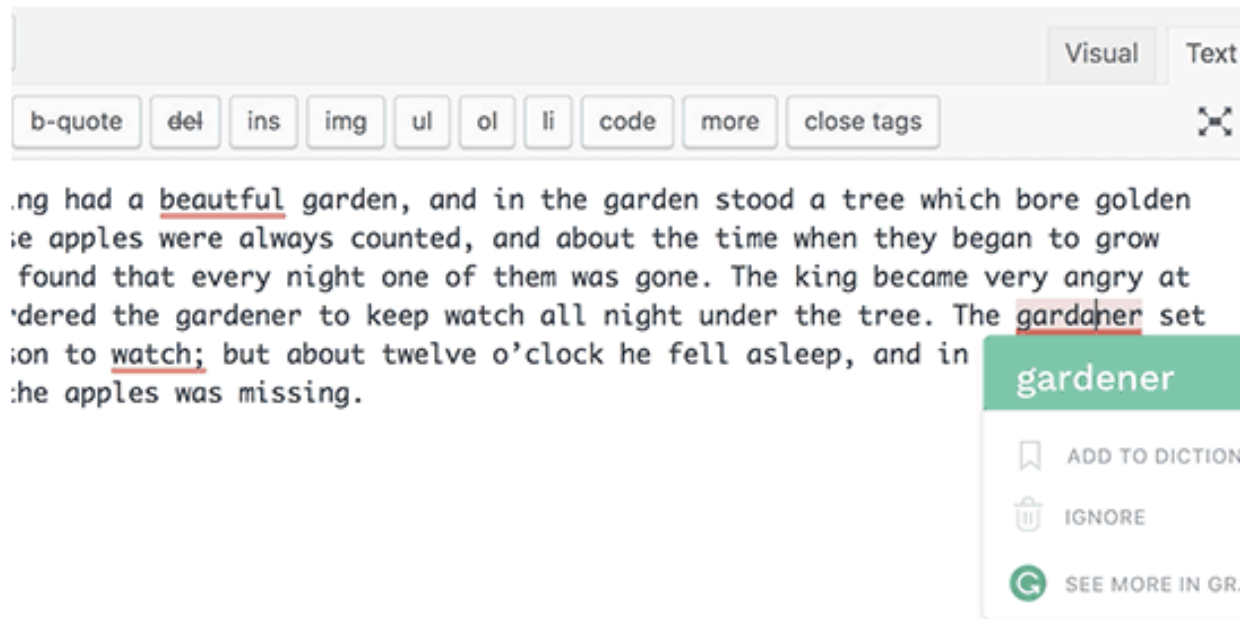 Visual Text
b-quote del ins img ul ol li code more close tags
ng had a beautful garden, and in the garden stood a tree which bore golden
se apples were always counted, and about the time when they began to grow
found that every night one of them was gone. The king became very angry at
rdered the gardener to keep watch all night under the tree. The gardaner set
son to watch; but about twelve o’clock he fell asleep, and in
the apples was missing.
gardener
ADD TO DICTION
IGNORE
SEE MORE IN GR